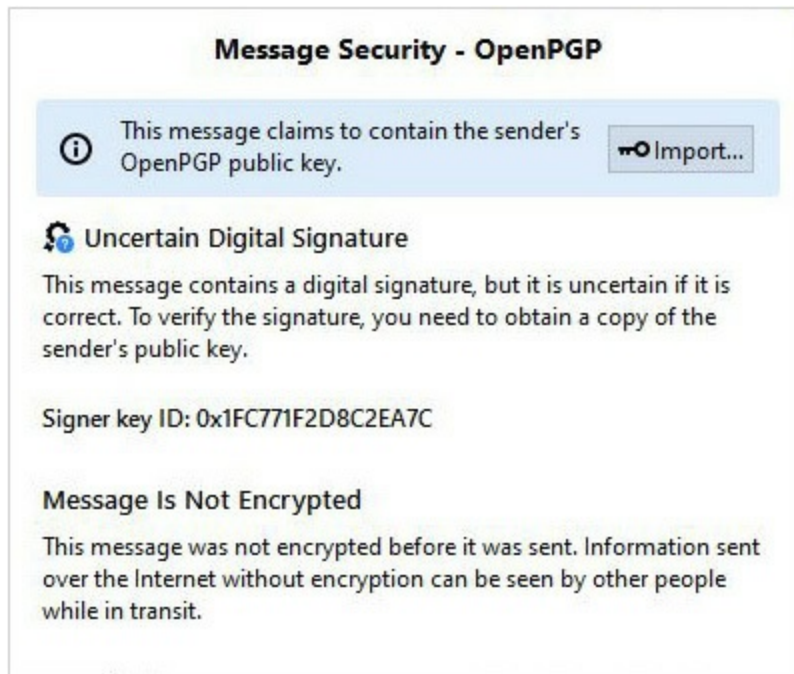 Message Security - OpenPGP
This message claims to contain the sender's
OpenPGP public key.
Import...
Uncertain Digital Signature
This message contains a digital signature, but it is uncertain if it is
correct. To verify the signature, you need to obtain a copy of the
sender's public key.
Signer key ID: 0x1FC771F2D8C2EA7C
Message Is Not Encrypted
This message was not encrypted before it was sent. Information sent
over the Internet without encryption can be seen by other people
while in transit.